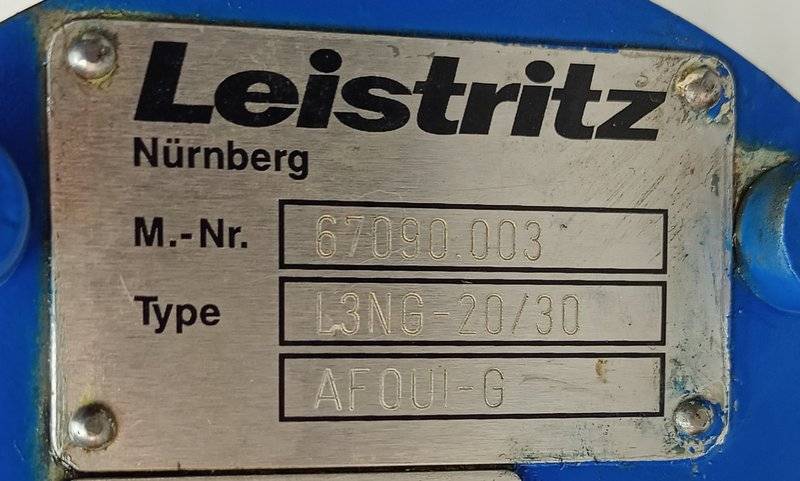 Leistritz
Nürnberg
M.-Nr. 67090.003
Type L3NG-20/30
AFOUI-G